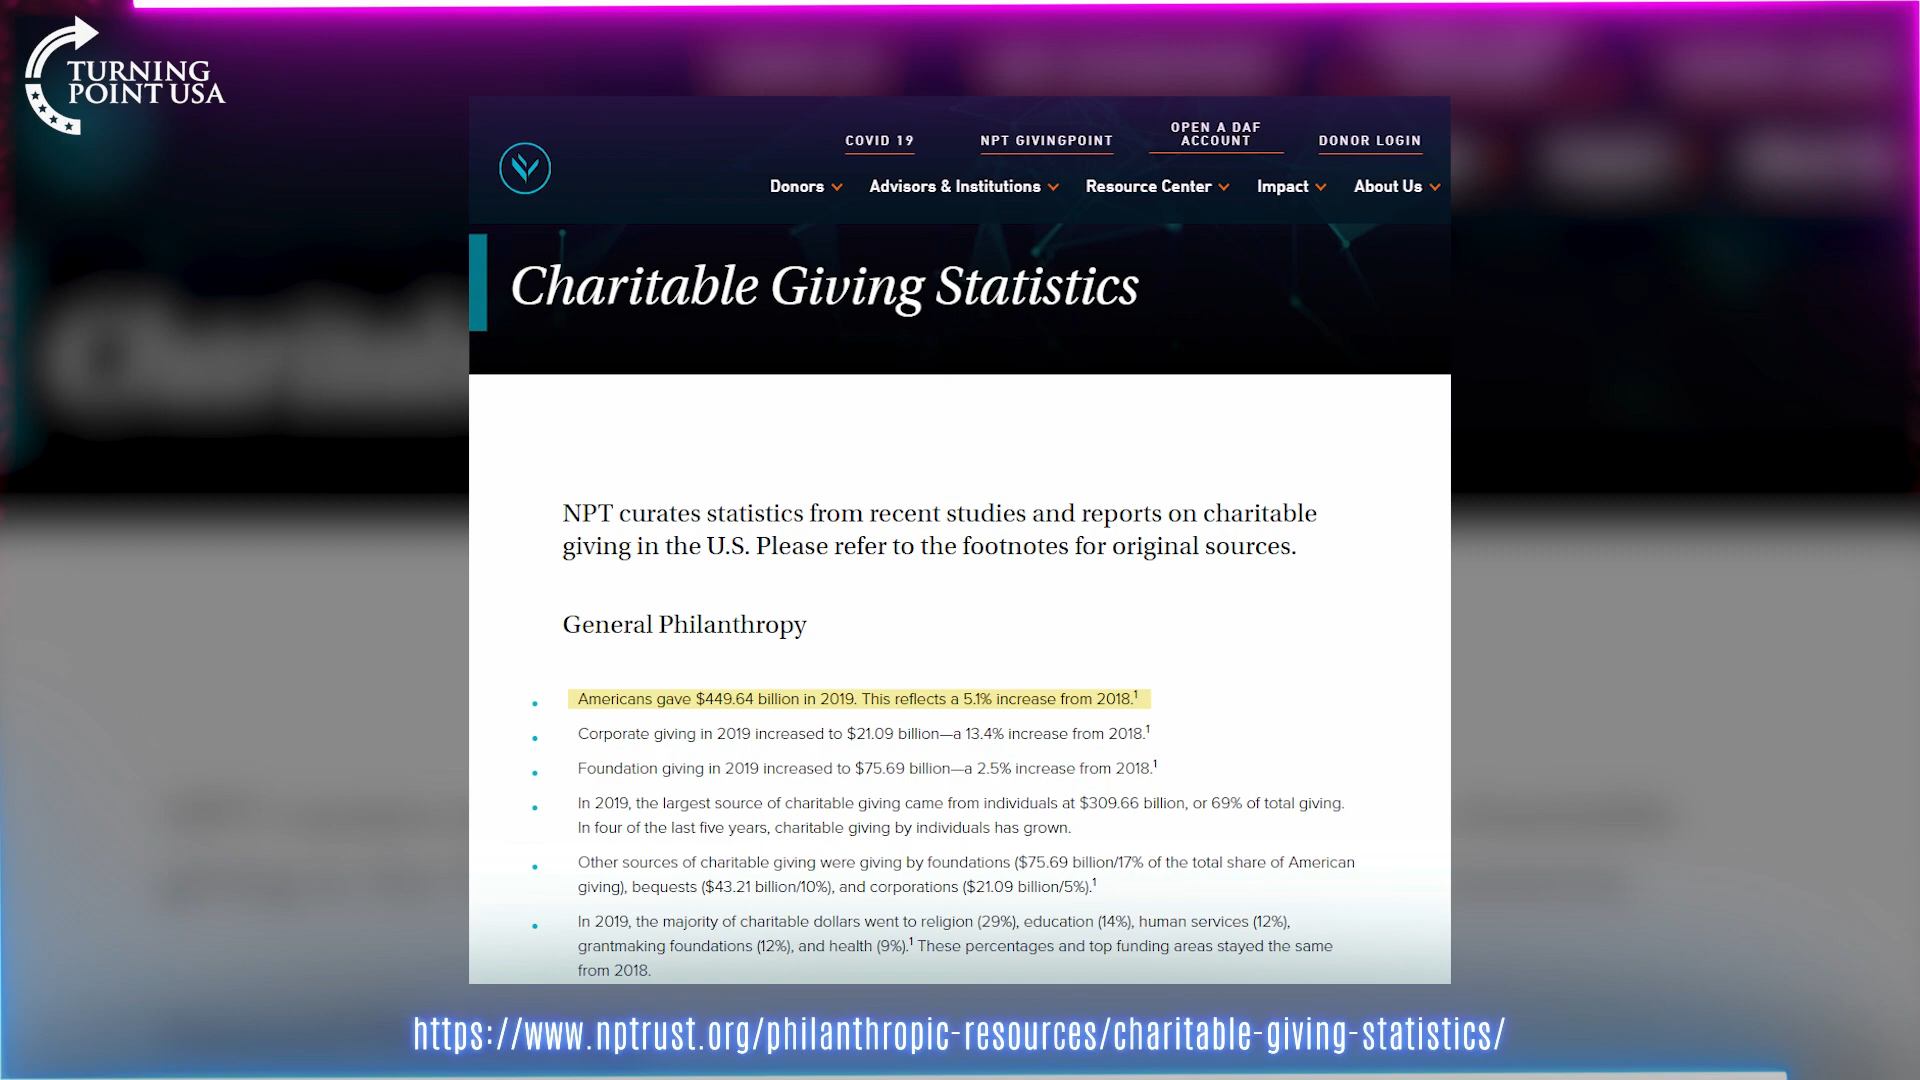 TURNING
POINT USA
COVID 19
NPT GIVINGPOINT
OPEN A DAF
ACCOUNT
DONOR LOGIN
Donors
Advisors & Institutions
Resource Center
Impact
About Us
Charitable Giving Statistics
NPT curates statistics from recent studies and reports on charitable
giving in the U.S. Please refer to the footnotes for original sources.
General Philanthropy
Americans gave $449.64 billion in 2019. This reflects a 5.1% increase from 2018.¹
Corporate giving in 2019 increased to $21.09 billion—a 13.4% increase from 2018.¹
Foundation giving in 2019 increased to $75.69 billion—a 2.5% increase from 2018.¹
In 2019, the largest source of charitable giving came from individuals at $309.66 billion, or 69% of total giving.
In four of the last five years, charitable giving by individuals has grown.
Other sources of charitable giving were giving by foundations ($75.69 billion/17% of the total share of American
giving), bequests ($43.21 billion/10%), and corporations ($21.09 billion/5%).¹
In 2019, the majority of charitable dollars went to religion (29%), education (14%), human services (12%),
grantmaking foundations (12%), and health (9%).¹ These percentages and top funding areas stayed the same
from 2018.
https://www.nptrust.org/philanthropic-resources/charitable-giving-statistics/